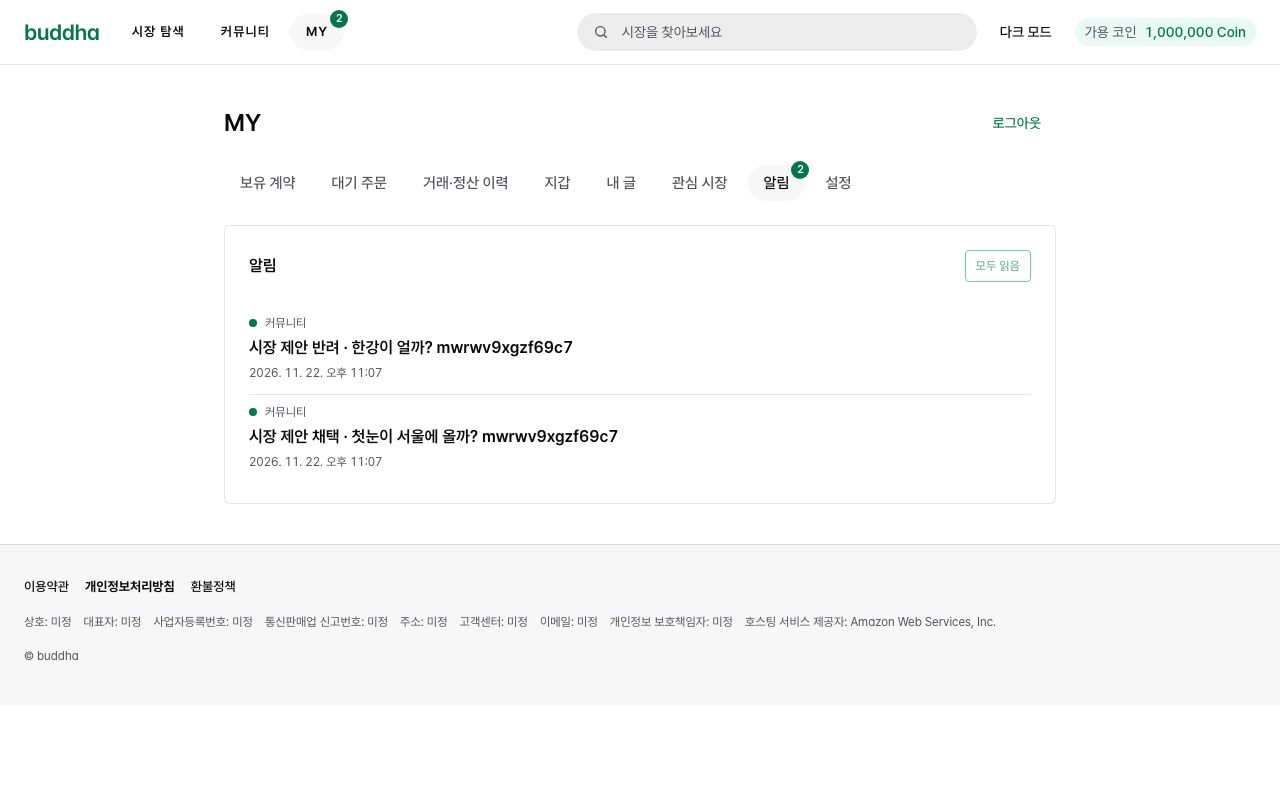 buddha 시장 탐색 커뮤니티 MY 2 시장을 찾아보세요 다크 모드 가용 코인 1,000,000 Coin
MY 로그아웃
보유 계약 대기 주문 거래·정산 이력 지갑 내 글 관심 시장 알림 2 설정
알림 모두 읽음
커뮤니티
시장 제안 반려 · 한강이 얼까? mwrwv9xgzf69c7
2026. 11. 22. 오후 11:07
커뮤니티
시장 제안 채택 · 첫눈이 서울에 올까? mwrwv9xgzf69c7
2026. 11. 22. 오후 11:07
이용약관 개인정보처리방침 환불정책
상호: 미정 대표자: 미정 사업자등록번호: 미정 통신판매업 신고번호: 미정 주소: 미정 고객센터: 미정 이메일: 미정 개인정보 보호책임자: 미정 호스팅 서비스 제공자: Amazon Web Services, Inc.
© buddha